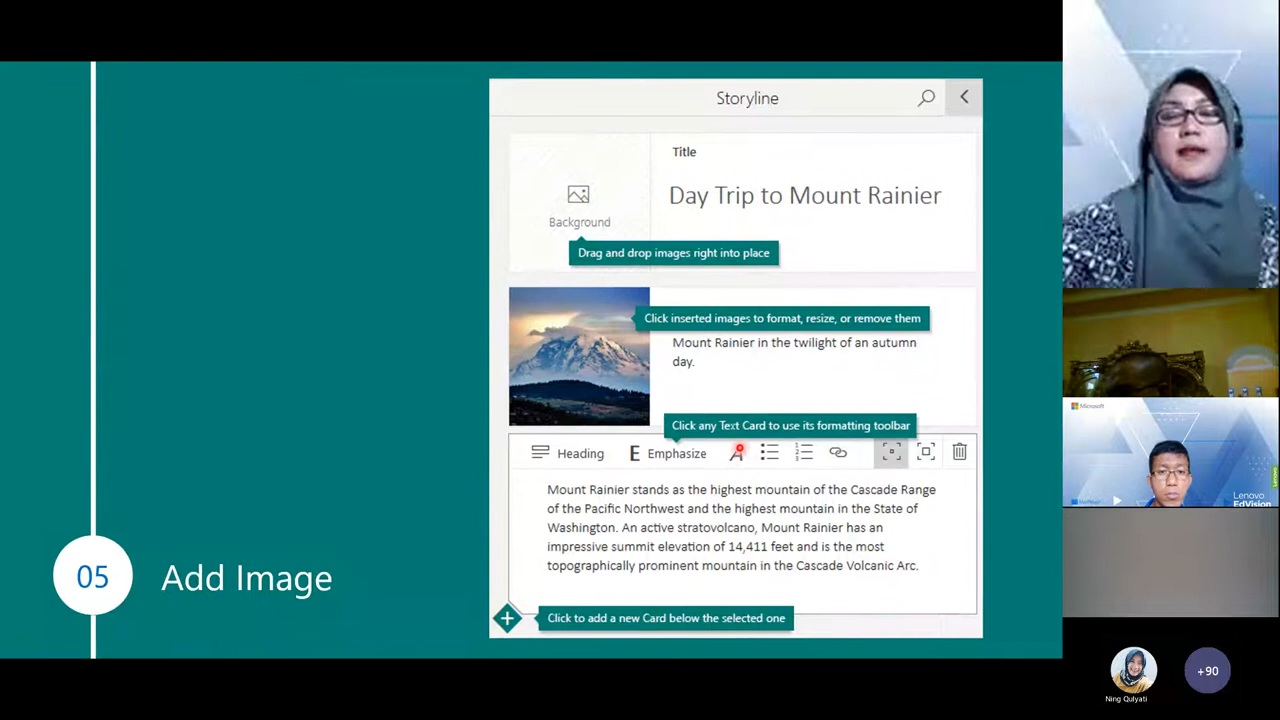 Storyline
Title
Day Trip to Mount Rainier
Background
Drag and drop images right into place
Click inserted images to format, resize, or remove them
Mount Rainier in the twilight of an autumn
day.
Click any Text Card to use its formatting toolbar
Heading
E Emphasize
Mount Rainier stands as the highest mountain of the Cascade Range
of the Pacific Northwest and the highest mountain in the State of
Washington. An active stratovolcano, Mount Rainier has an
impressive summit elevation of 14,411 feet and is the most
topographically prominent mountain in the Cascade Volcanic Arc.
Click to add a new Card below the selected one
05 Add Image
Microsoft
Lenovo
EdVision
Ning Qulyati
+90